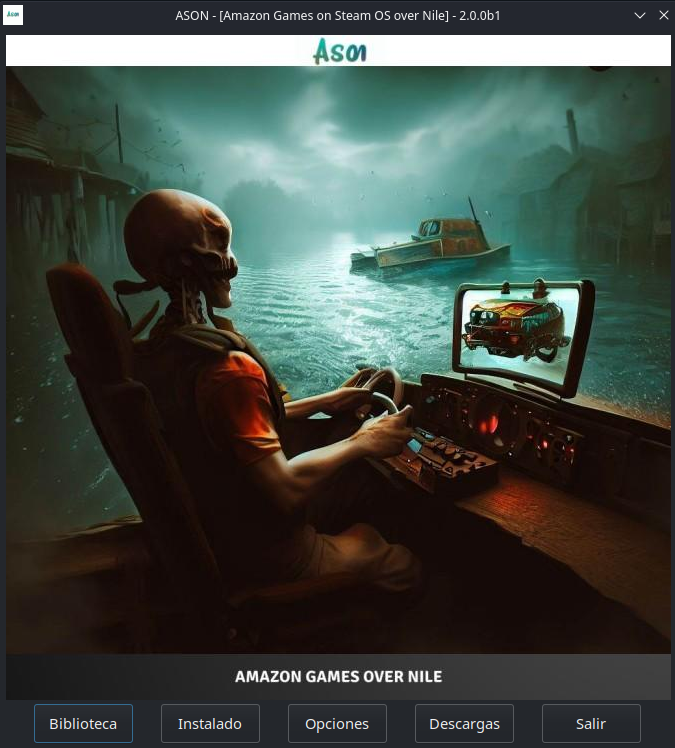 Ason
ASON - [Amazon Games on Steam OS over Nile] - 2.0.0b1
Ason
AMAZON GAMES OVER NILE
Biblioteca
Instalado
Opciones
Descargas
Salir